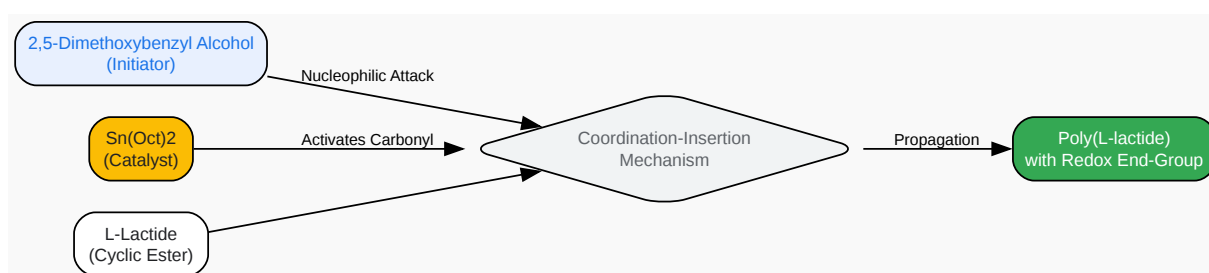 2,5-Dimethoxybenzyl Alcohol
(Initiator)
Nucleophilic Attack
Sn(Oct)2
(Catalyst)
Activates Carbonyl
L-Lactide
(Cyclic Ester)
Coordination-Insertion
Mechanism
Propagation
Poly(L-lactide)
with Redox End-Group